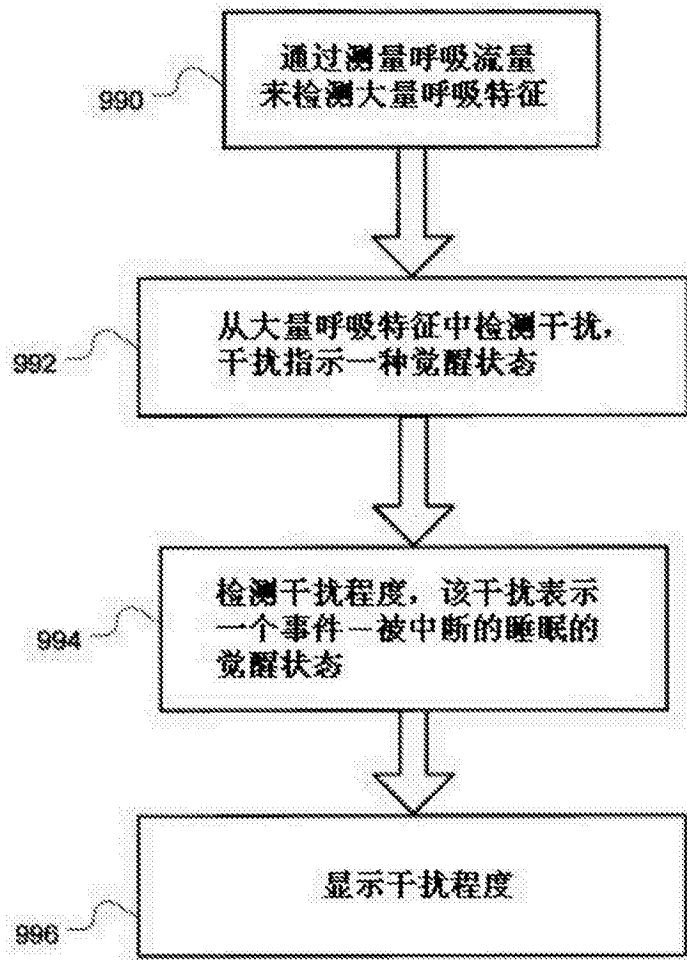 通过测量呼吸流量
来检测大量呼吸特征
990
从大量呼吸特征中检测干扰，
干扰指示一种觉醒状态
992
检测干扰程度，该干扰表示
一个事件—被中断的睡眠的
觉醒状态
994
显示干扰程度
996